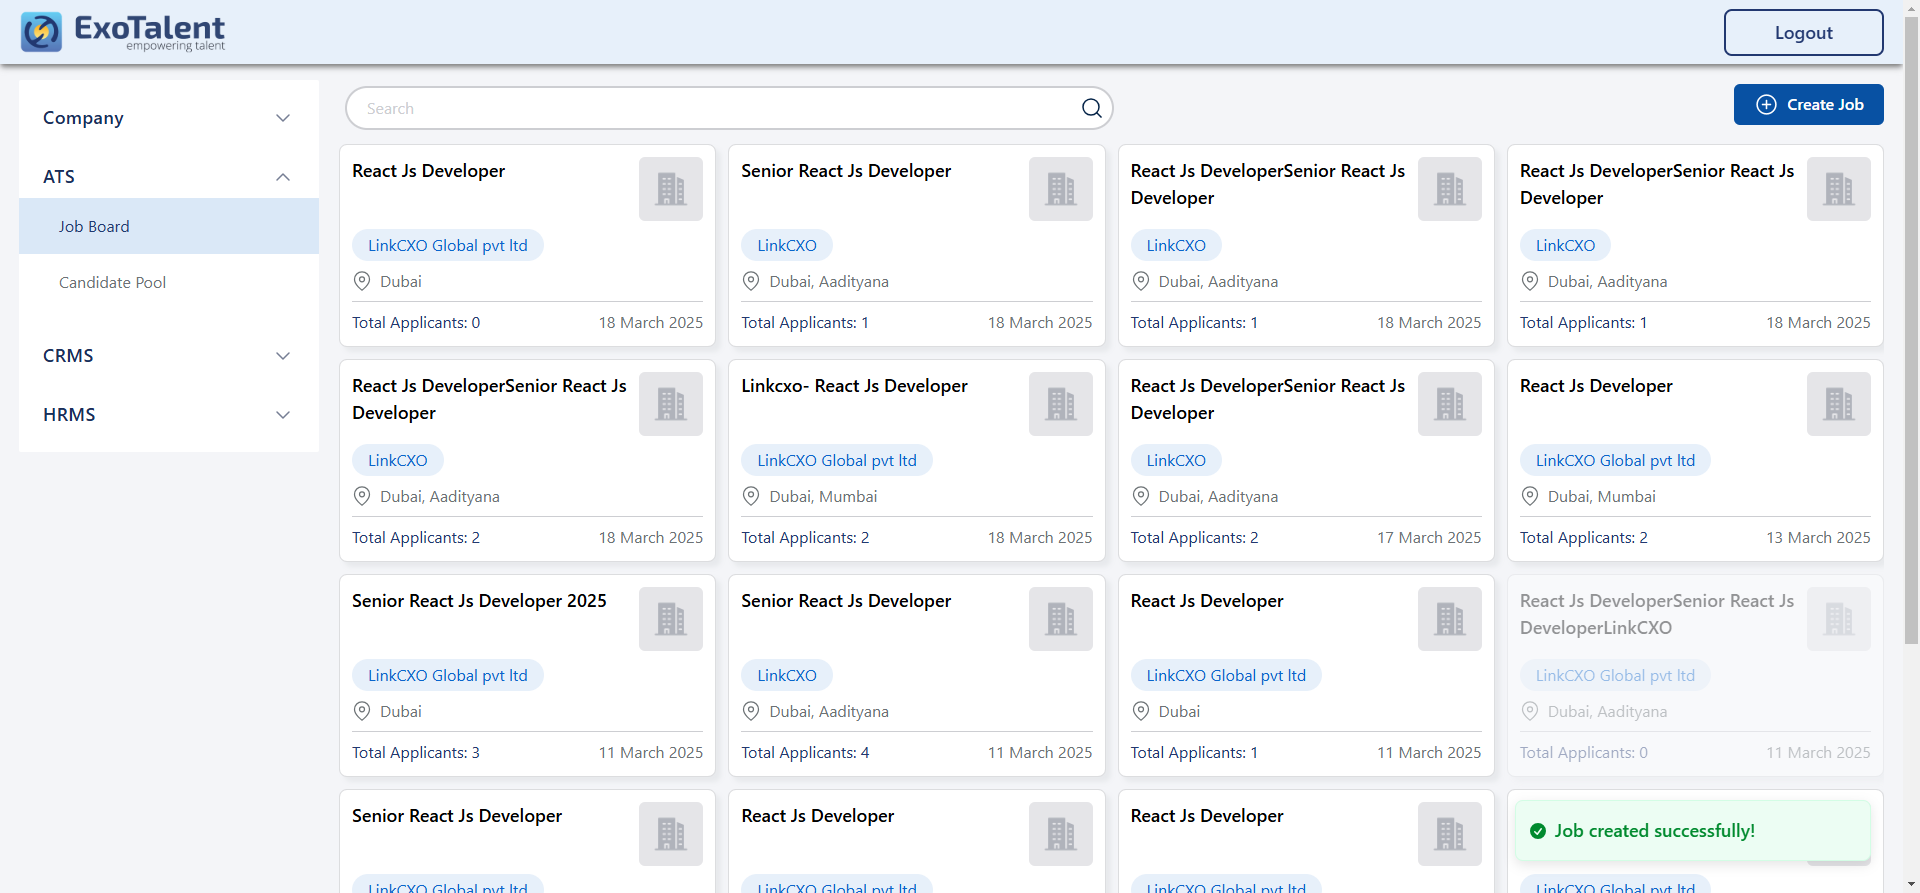 ExoTalent
empowering talent
Logout
Company
ATS
Job Board
Candidate Pool
CRMS
HRMS
Search
Create Job
React Js Developer
LinkCXO Global pvt ltd
Dubai
Total Applicants: 0
18 March 2025
Senior React Js Developer
LinkCXO
Dubai, Aadityana
Total Applicants: 1
18 March 2025
React Js DeveloperSenior React Js
Developer
LinkCXO
Dubai, Aadityana
Total Applicants: 1
18 March 2025
React Js DeveloperSenior React Js
Developer
LinkCXO
Dubai, Aadityana
Total Applicants: 1
18 March 2025
React Js DeveloperSenior React Js
Developer
LinkCXO
Dubai, Aadityana
Total Applicants: 2
18 March 2025
Linkcxo- React Js Developer
LinkCXO Global pvt ltd
Dubai, Mumbai
Total Applicants: 2
18 March 2025
React Js DeveloperSenior React Js
Developer
LinkCXO
Dubai, Aadityana
Total Applicants: 2
17 March 2025
React Js Developer
LinkCXO Global pvt ltd
Dubai, Mumbai
Total Applicants: 2
13 March 2025
Senior React Js Developer 2025
LinkCXO Global pvt ltd
Dubai
Total Applicants: 3
11 March 2025
Senior React Js Developer
LinkCXO
Dubai, Aadityana
Total Applicants: 4
11 March 2025
React Js Developer
LinkCXO Global pvt ltd
Dubai
Total Applicants: 1
11 March 2025
React Js DeveloperSenior React Js
DeveloperLinkCXO
LinkCXO Global pvt ltd
Dubai, Aadityana
Total Applicants: 0
11 March 2025
Senior React Js Developer
LinkCXO Global pvt ltd
React Js Developer
LinkCXO Global pvt ltd
React Js Developer
LinkCXO Global pvt ltd
Job created successfully!
LinkCXO Global pvt ltd